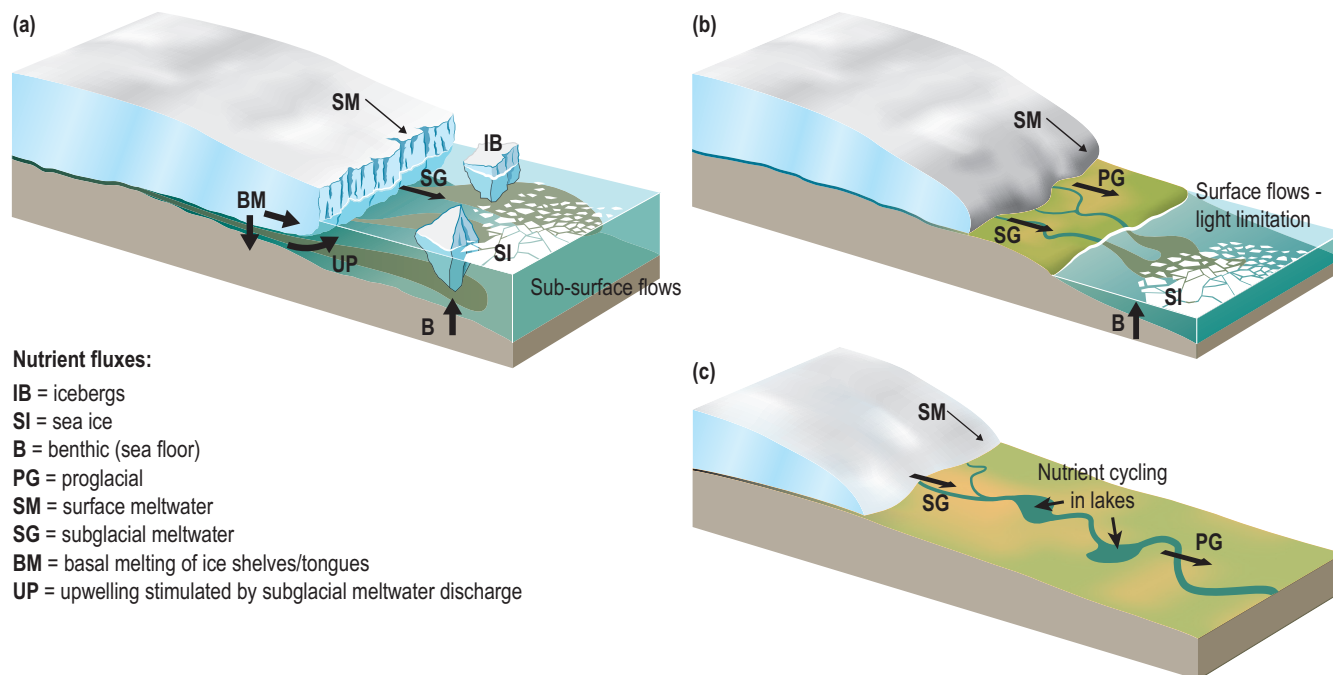 (a)
SM
IB
SG
BM
UP
SI
Sub-surface flows
B
Nutrient fluxes:
IB = icebergs
SI = sea ice
B = benthic (sea floor)
PG = proglacial
SM = surface meltwater
SG = subglacial meltwater
BM = basal melting of ice shelves/tongues
UP = upwelling stimulated by subglacial meltwater discharge
(b)
SM
PG
SG
Surface flows -
light limitation
SI
B
(c)
SM
SG
Nutrient cycling
in lakes
PG